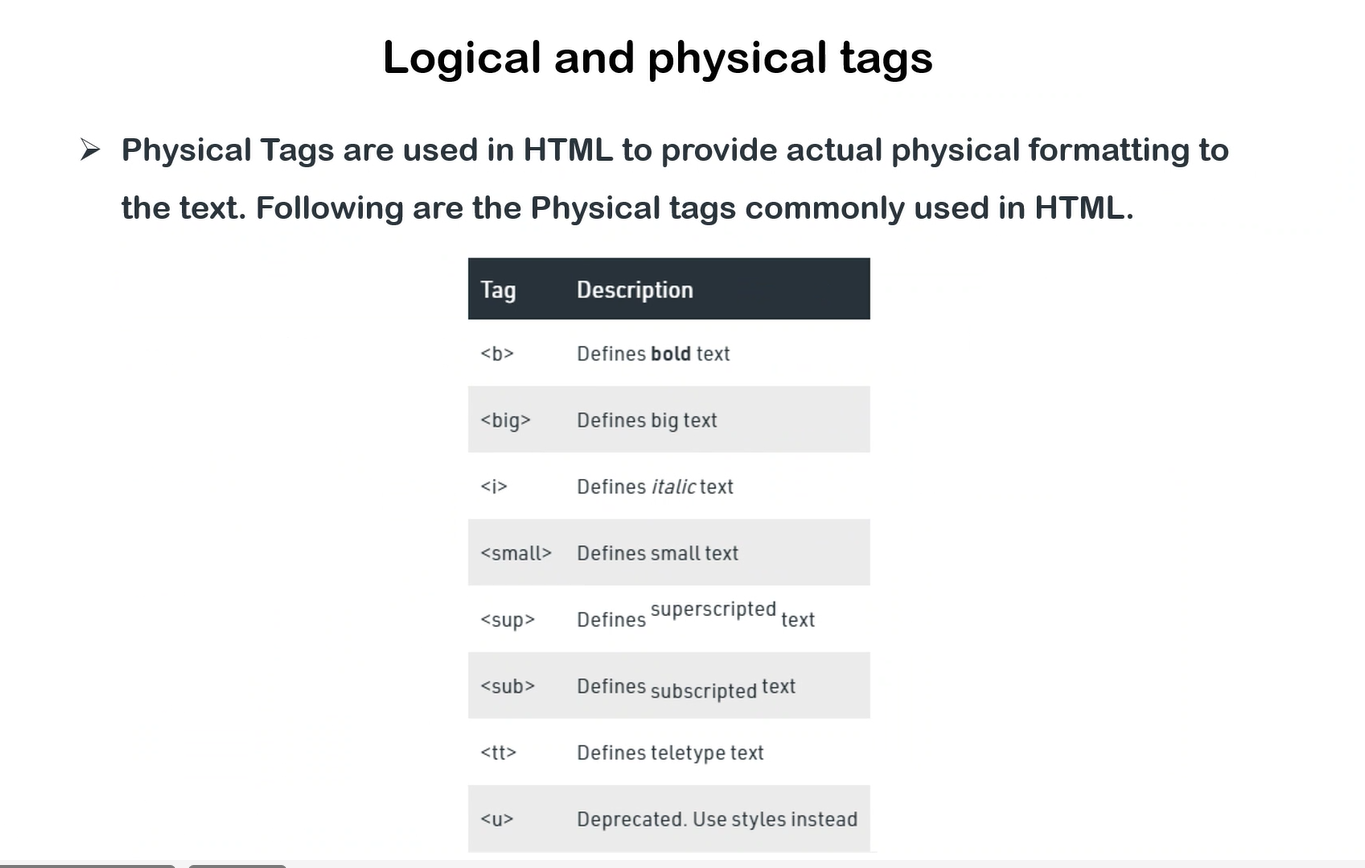 Logical and physical tags
➢ Physical Tags are used in HTML to provide actual physical formatting to
the text. Following are the Physical tags commonly used in HTML.
Tag Description
<b> Defines bold text
<big> Defines big text
<i> Defines italic text
<small> Defines small text
<sup> Defines superscripted text
<sub> Defines subscripted text
<tt> Defines teletype text
<u> Deprecated. Use styles instead